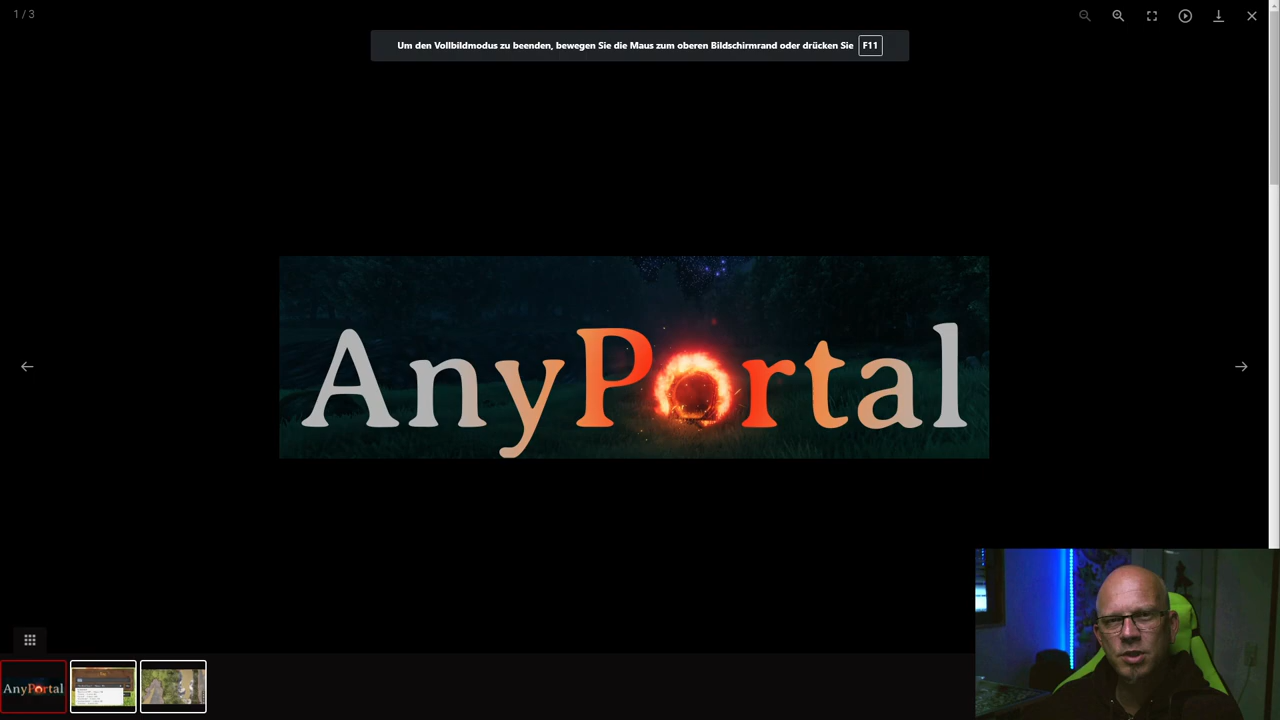 1 / 3
Um den Vollbildmodus zu beenden, bewegen Sie die Maus zum oberen Bildschirmrand oder drücken Sie F11
AnyPortal
AnyPortal